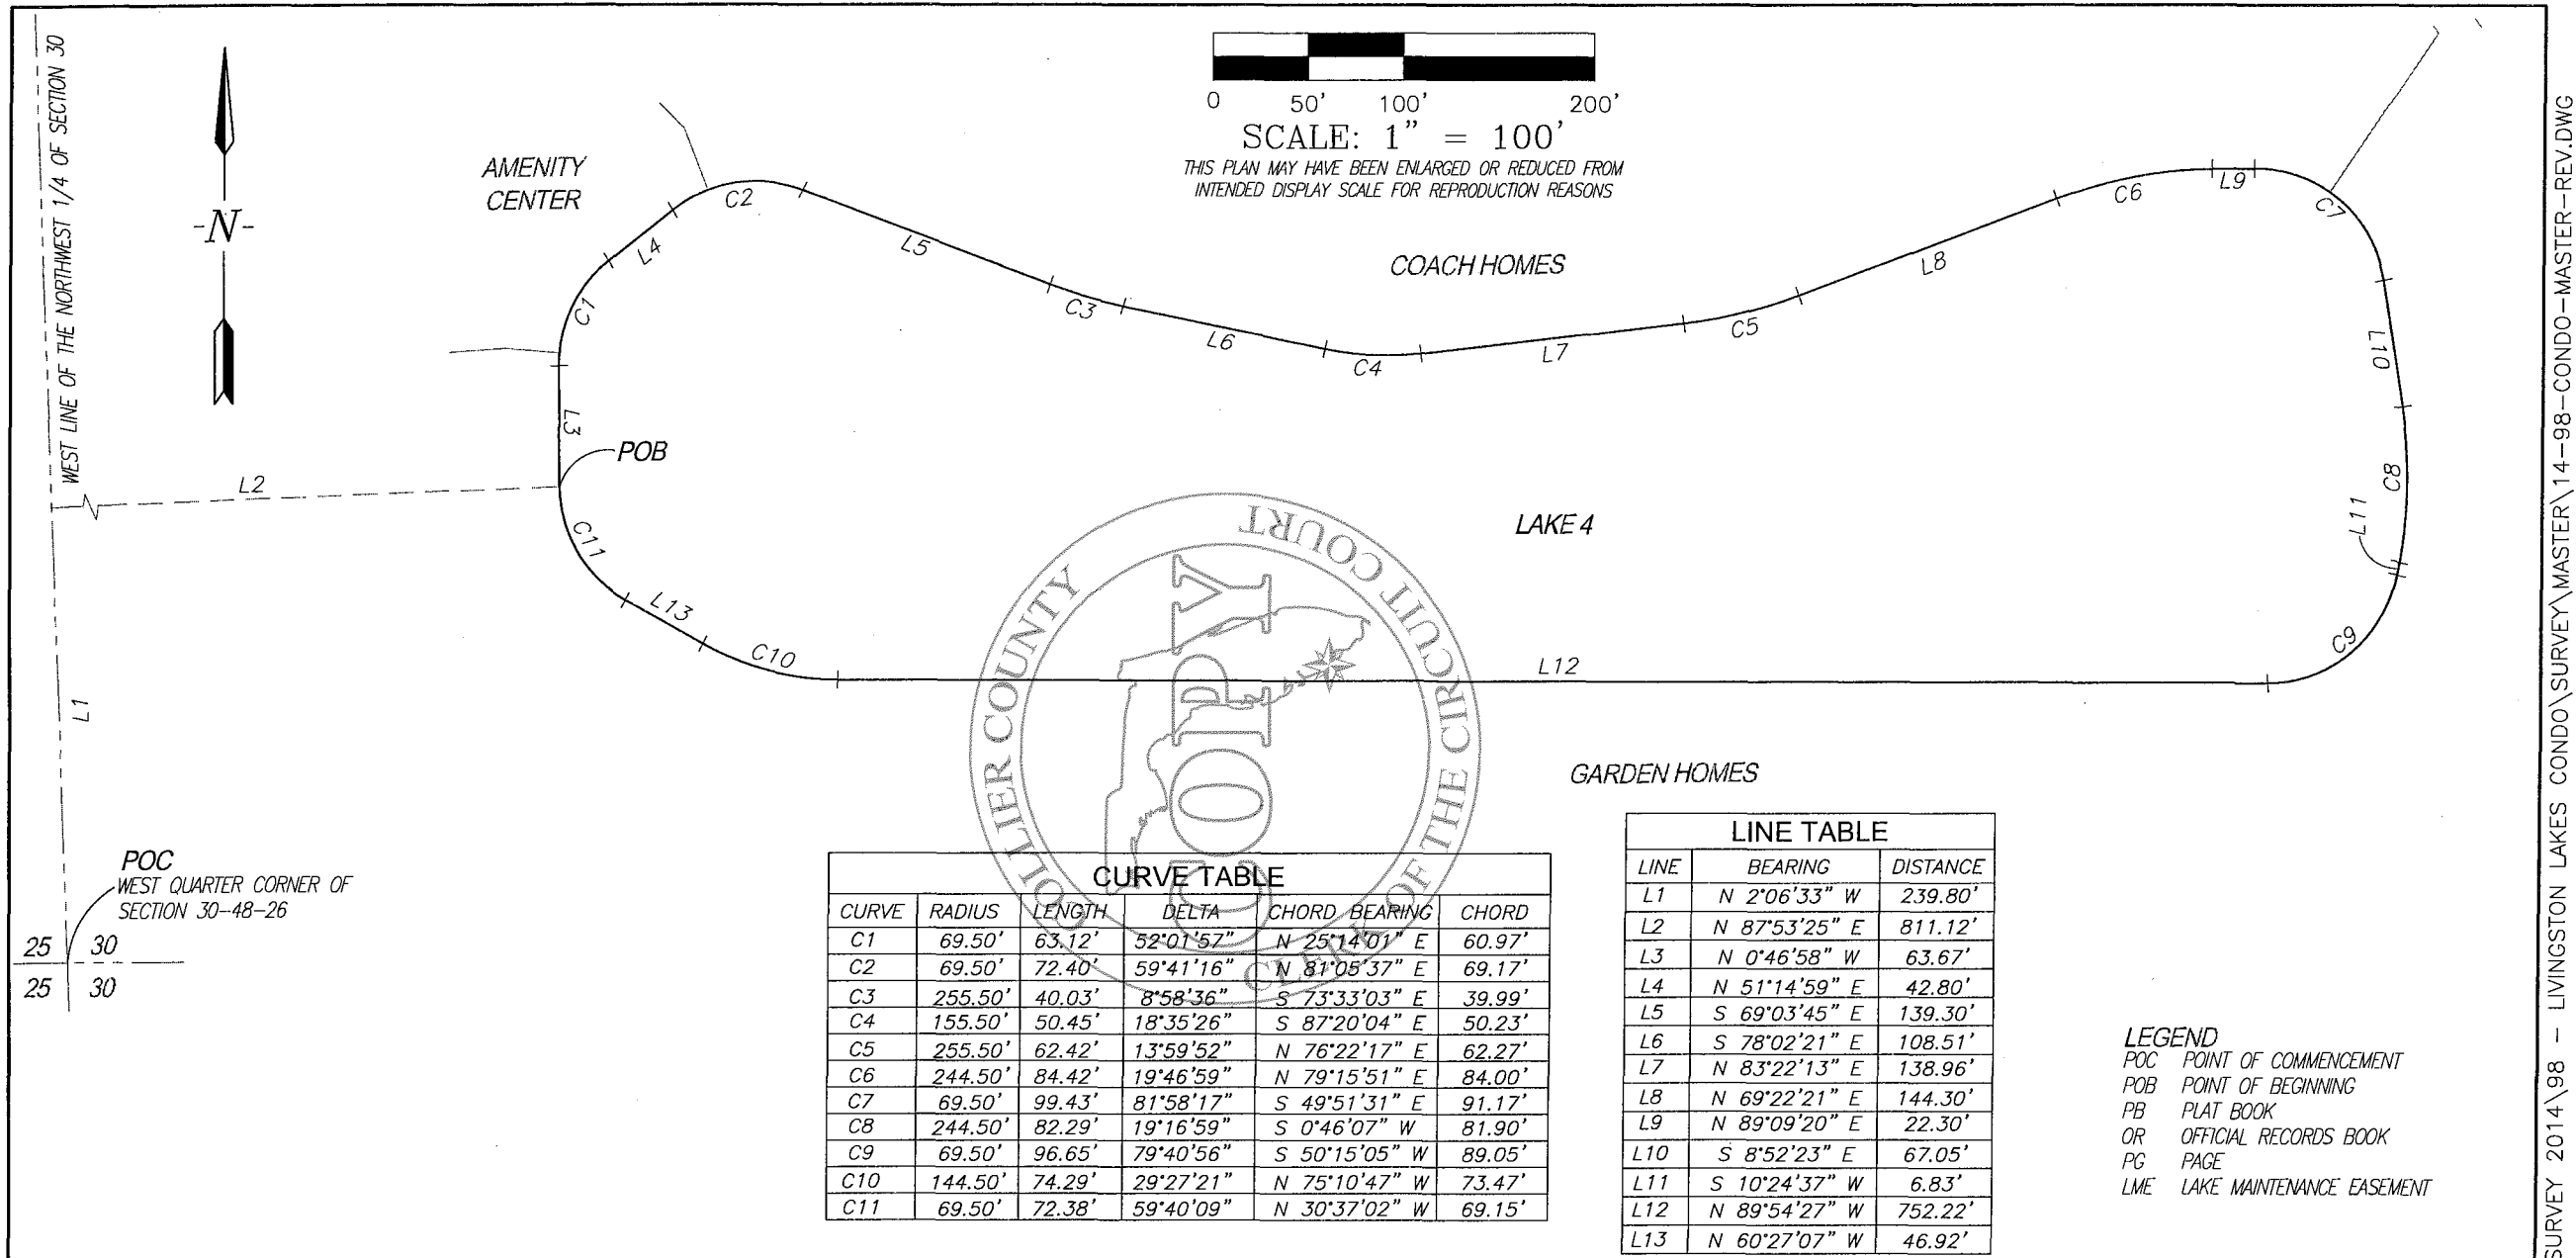 WEST LINE OF THE NORTHWEST 1/4 OF SECTION 30
-N-
AMENITY
CENTER
0 50' 100' 200'
SCALE: 1" = 100'
THIS PLAN MAY HAVE BEEN ENLARGED OR REDUCED FROM
INTENDED DISPLAY SCALE FOR REPRODUCTION REASONS
C2
L4
L5
C1
C3
L6
C4
L7
C5
L8
C6
L9
C7
COACH HOMES
L10
L3
POB
L2
C8
L11
C11
LAKE 4
L13
C10
L12
C9
L1
GARDEN HOMES
COLLIER COUNTY
CLERK OF THE CIRCUIT COURT
COPY
POC
WEST QUARTER CORNER OF
SECTION 30-48-26
25 30
25 30
CURVE TABLE
CURVE RADIUS LENGTH DELTA CHORD BEARING CHORD
C1 69.50' 63.12' 52°01'57" N 25°14'01" E 60.97'
C2 69.50' 72.40' 59°41'16" N 81°05'37" E 69.17'
C3 255.50' 40.03' 8°58'36" S 73°33'03" E 39.99'
C4 155.50' 50.45' 18°35'26" S 87°20'04" E 50.23'
C5 255.50' 62.42' 13°59'52" N 76°22'17" E 62.27'
C6 244.50' 84.42' 19°46'59" N 79°15'51" E 84.00'
C7 69.50' 99.43' 81°58'17" S 49°51'31" E 91.17'
C8 244.50' 82.29' 19°16'59" S 0°46'07" W 81.90'
C9 69.50' 96.65' 79°40'56" S 50°15'05" W 89.05'
C10 144.50' 74.29' 29°27'21" N 75°10'47" W 73.47'
C11 69.50' 72.38' 59°40'09" N 30°37'02" W 69.15'
LINE TABLE
LINE BEARING DISTANCE
L1 N 2°06'33" W 239.80'
L2 N 87°53'25" E 811.12'
L3 N 0°46'58" W 63.67'
L4 N 51°14'59" E 42.80'
L5 S 69°03'45" E 139.30'
L6 S 78°02'21" E 108.51'
L7 N 83°22'13" E 138.96'
L8 N 69°22'21" E 144.30'
L9 N 89°09'20" E 22.30'
L10 S 8°52'23" E 67.05'
L11 S 10°24'37" W 6.83'
L12 N 89°54'27" W 752.22'
L13 N 60°27'07" W 46.92'
LEGEND
POC POINT OF COMMENCEMENT
POB POINT OF BEGINNING
PB PLAT BOOK
OR OFFICIAL RECORDS BOOK
PG PAGE
LME LAKE MAINTENANCE EASEMENT
SURVEY 2014\98 - LIVINGSTON LAKES CONDO\SURVEY\MASTER\14-98-CONDO-MASTER-REV.DWG